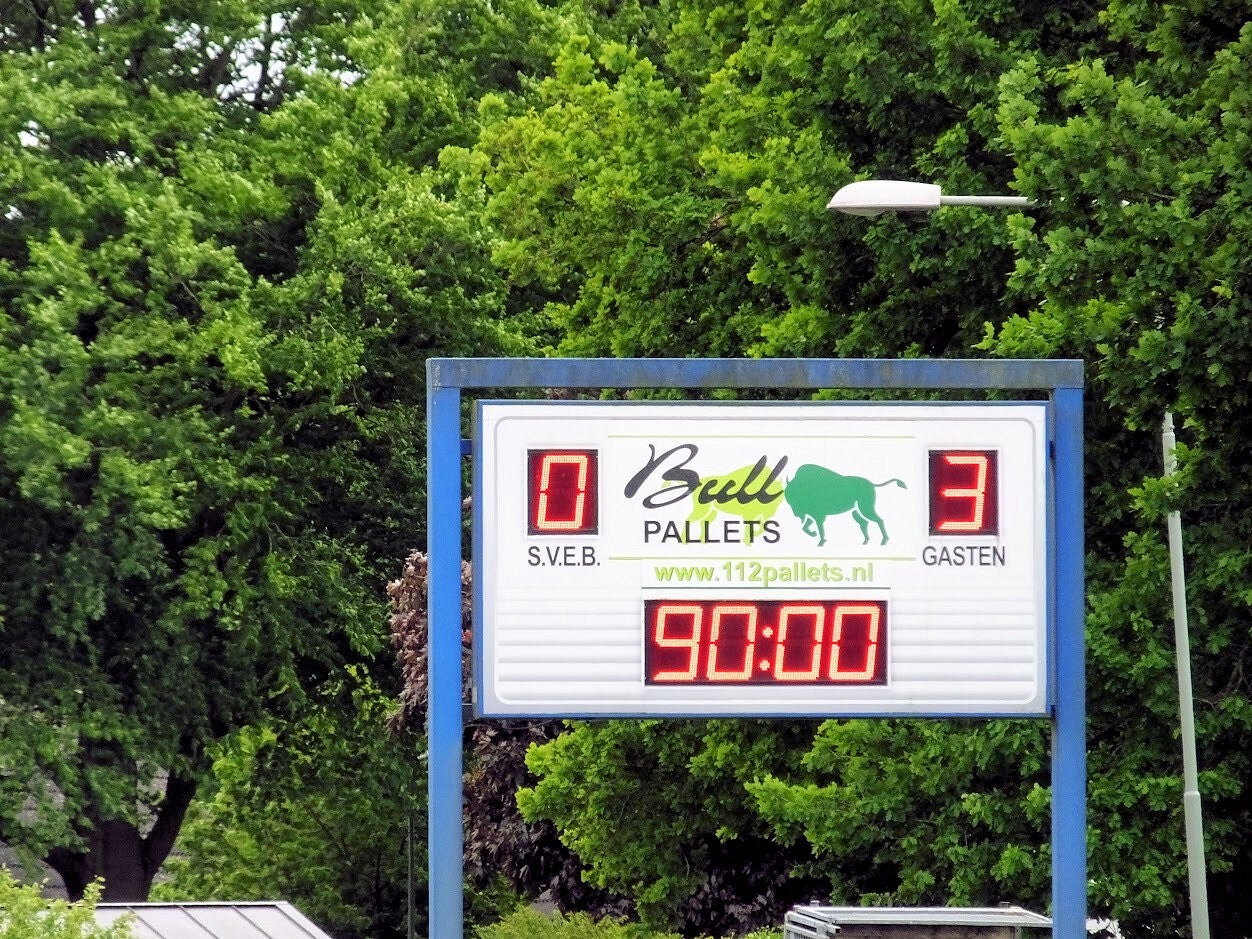 0
Bull
3
PALLETS
S.V.E.B.
GASTEN
www.112pallets.nl
90:00